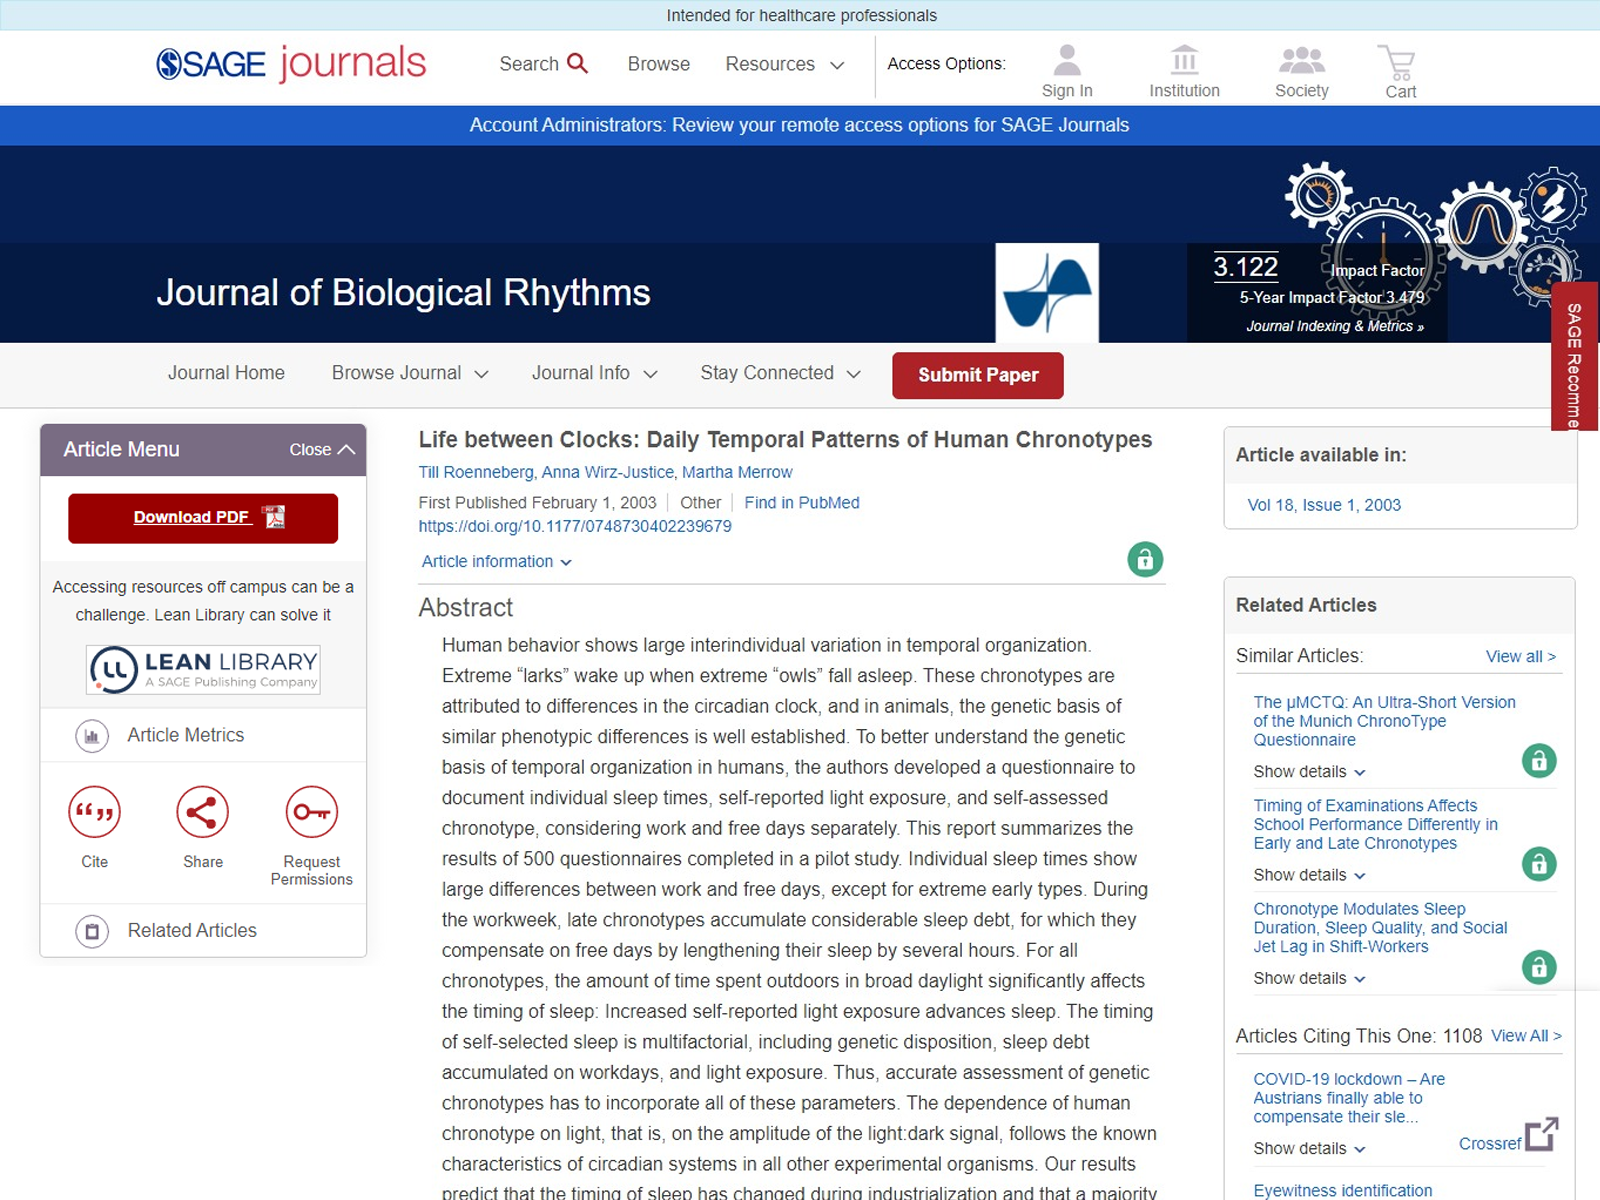 Intended for healthcare professionals
SAGE journals
Search
Browse
Resources
Access Options:
Sign In
Institution
Society
Cart
Account Administrators: Review your remote access options for SAGE Journals
Journal of Biological Rhythms
3.122 Impact Factor
5-Year Impact Factor 3.479
Journal Indexing & Metrics »
SAGE Recomme
Journal Home
Browse Journal
Journal Info
Stay Connected
Submit Paper
Article Menu
Close
Download PDF
Accessing resources off campus can be a
challenge. Lean Library can solve it
LEAN LIBRARY
A SAGE Publishing Company
Article Metrics
Cite
Share
Request
Permissions
Related Articles
Life between Clocks: Daily Temporal Patterns of Human Chronotypes
Till Roenneberg, Anna Wirz-Justice, Martha Merrow
First Published February 1, 2003 Other Find in PubMed
https://doi.org/10.1177/0748730402239679
Article information
Abstract
Human behavior shows large interindividual variation in temporal organization.
Extreme “larks” wake up when extreme “owls” fall asleep. These chronotypes are
attributed to differences in the circadian clock, and in animals, the genetic basis of
similar phenotypic differences is well established. To better understand the genetic
basis of temporal organization in humans, the authors developed a questionnaire to
document individual sleep times, self-reported light exposure, and self-assessed
chronotype, considering work and free days separately. This report summarizes the
results of 500 questionnaires completed in a pilot study. Individual sleep times show
large differences between work and free days, except for extreme early types. During
the workweek, late chronotypes accumulate considerable sleep debt, for which they
compensate on free days by lengthening their sleep by several hours. For all
chronotypes, the amount of time spent outdoors in broad daylight significantly affects
the timing of sleep: Increased self-reported light exposure advances sleep. The timing
of self-selected sleep is multifactorial, including genetic disposition, sleep debt
accumulated on workdays, and light exposure. Thus, accurate assessment of genetic
chronotypes has to incorporate all of these parameters. The dependence of human
chronotype on light, that is, on the amplitude of the light:dark signal, follows the known
characteristics of circadian systems in all other experimental organisms. Our results
predict that the timing of sleep has changed during industrialization and that a majority
Article available in:
Vol 18, Issue 1, 2003
Related Articles
Similar Articles:
View all >
The µMCTQ: An Ultra-Short Version
of the Munich ChronoType
Questionnaire
Show details
Timing of Examinations Affects
School Performance Differently in
Early and Late Chronotypes
Show details
Chronotype Modulates Sleep
Duration, Sleep Quality, and Social
Jet Lag in Shift-Workers
Show details
Articles Citing This One: 1108
View All >
COVID-19 lockdown – Are
Austrians finally able to
compensate their sle...
Show details
Crossref
Eyewitness identification